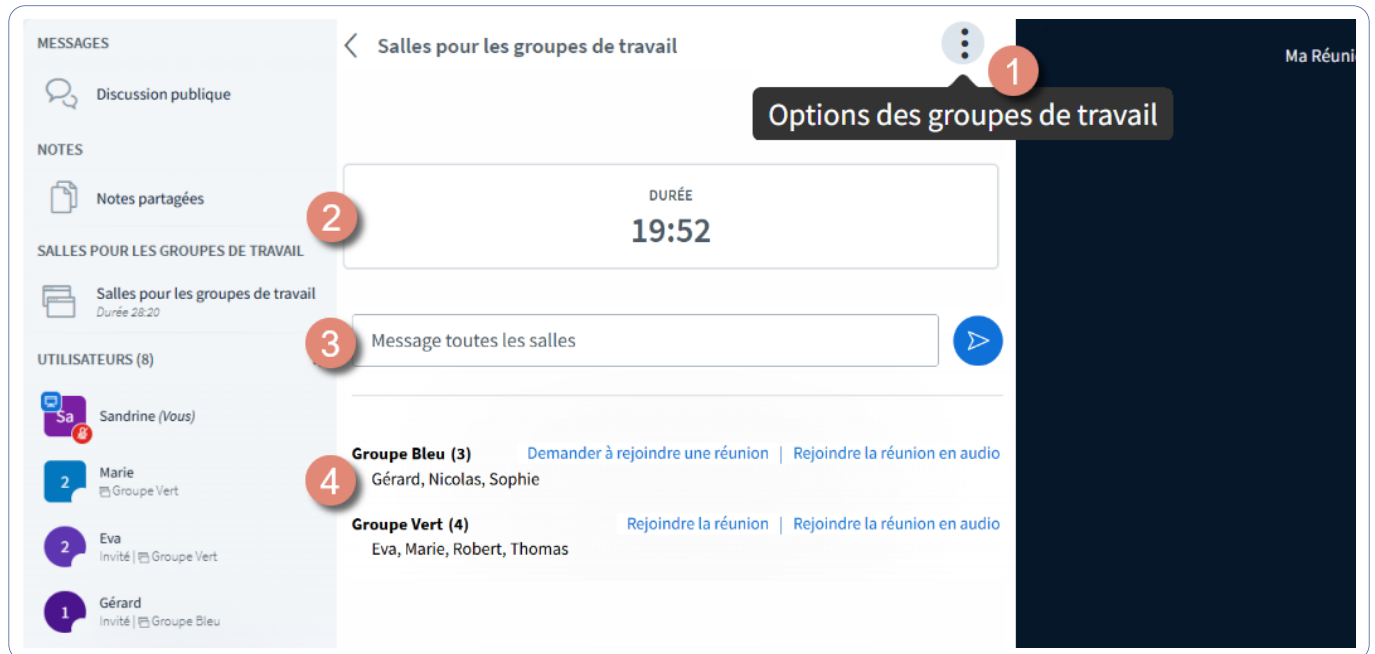 MESSAGES
Discussion publique
NOTES
Notes partagées
SALLES POUR LES GROUPES DE TRAVAIL
Salles pour les groupes de travail
Durée 28:20
UTILISATEURS (8)
Sa
Sandrine (Vous)
2
Marie
Groupe Vert
2
Eva
Invité | Groupe Vert
1
Gérard
Invité | Groupe Bleu
Salles pour les groupes de travail
1
Options des groupes de travail
2
DURÉE
19:52
3
Message toutes les salles
4
Groupe Bleu (3) Demander à rejoindre une réunion | Rejoindre la réunion en audio
Gérard, Nicolas, Sophie
Groupe Vert (4) Rejoindre la réunion | Rejoindre la réunion en audio
Eva, Marie, Robert, Thomas
Ma Réuni